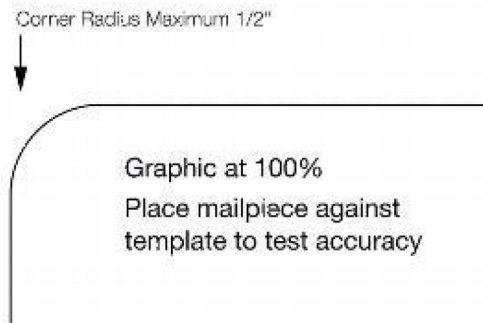 Corner Radius Maximum 1/2"
Graphic at 100%
Place mailpiece against
template to test accuracy